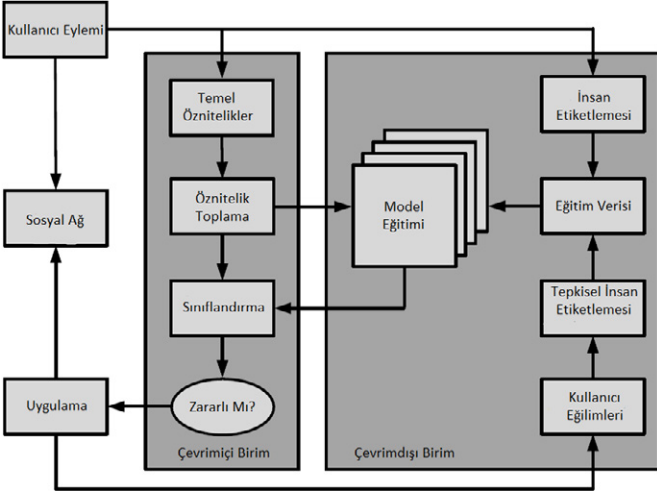 Kullanıcı Eylemi
Temel
Öznitelikler
İnsan
Etiketlemesi
Sosyal Ağ
Öznitelik
Toplama
Model
Eğitimi
Eğitim Verisi
Sınıflandırma
Tepkisel İnsan
Etiketlemesi
Uygulama
Zararlı Mı?
Kullanıcı
Eğilimleri
Çevrimiçi Birim
Çevrimdışı Birim